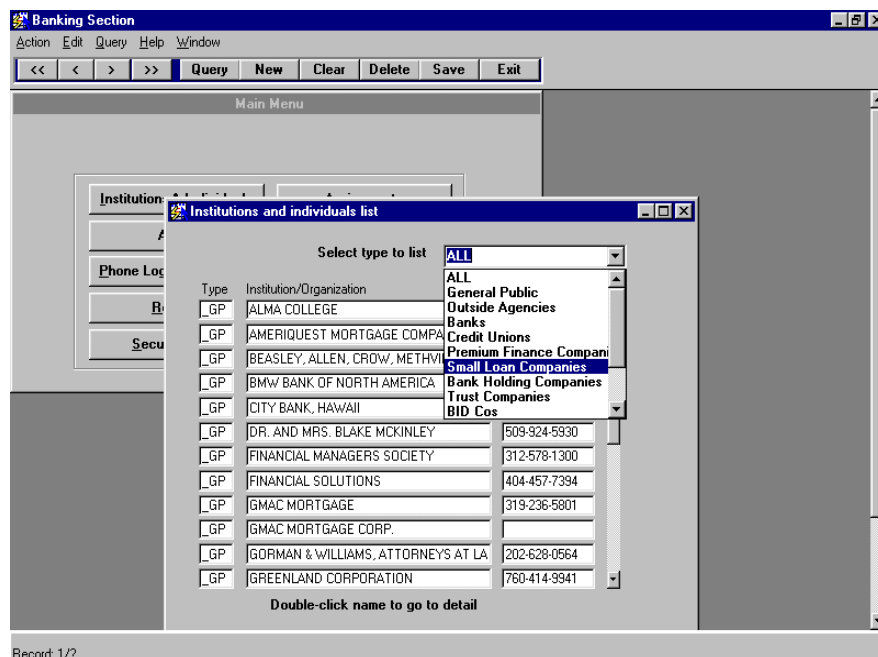 Banking Section
Action Edit Query Help Window
<< < > >> Query New Clear Delete Save Exit
Main Menu
Institution
Phone Log
Secu
Institutions and individuals list
Select type to list ALL
ALL
General Public
Outside Agencies
Banks
Credit Unions
Premium Finance Compani
Small Loan Companies
Bank Holding Companies
Trust Companies
BID Cos
Type Institution/Organization
_GP ALMA COLLEGE
_GP AMERIQUEST MORTGAGE COMPA
_GP BEASLEY, ALLEN, CROW, METHVI
_GP BMW BANK OF NORTH AMERICA
_GP CITY BANK, HAWAII
_GP DR. AND MRS. BLAKE MCKINLEY 509-924-5930
_GP FINANCIAL MANAGERS SOCIETY 312-578-1300
_GP FINANCIAL SOLUTIONS 404-457-7394
_GP GMAC MORTGAGE 319-236-5801
_GP GMAC MORTGAGE CORP.
_GP GORMAN & WILLIAMS, ATTORNEYS AT LA 202-628-0564
_GP GREENLAND CORPORATION 760-414-9941
Double-click name to go to detail
Record: 1/?